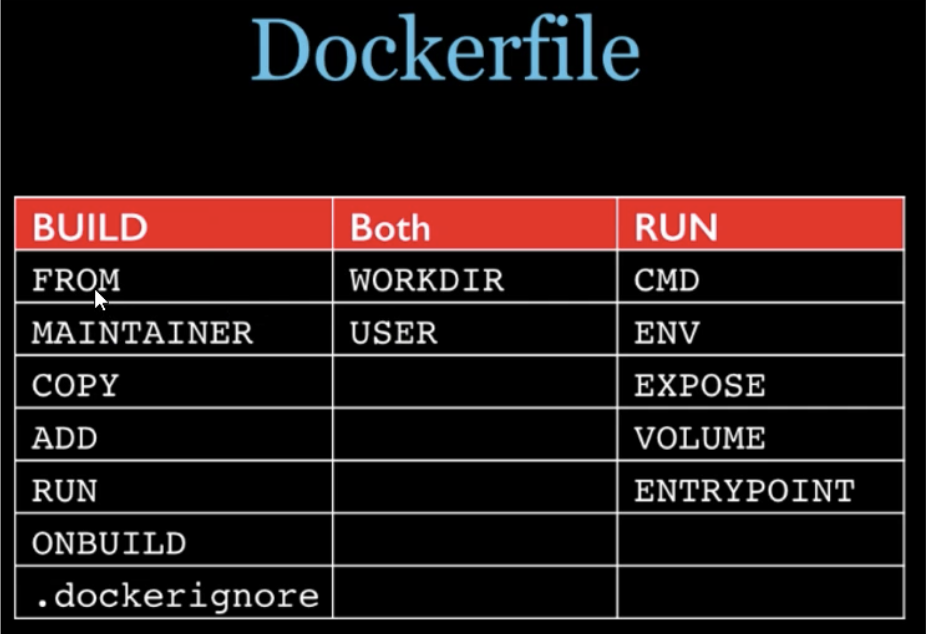 Dockerfile
BUILD Both RUN
FROM WORKDIR CMD
MAINTAINER USER ENV
COPY EXPOSE
ADD VOLUME
RUN ENTRYPOINT
ONBUILD
.dockerignore